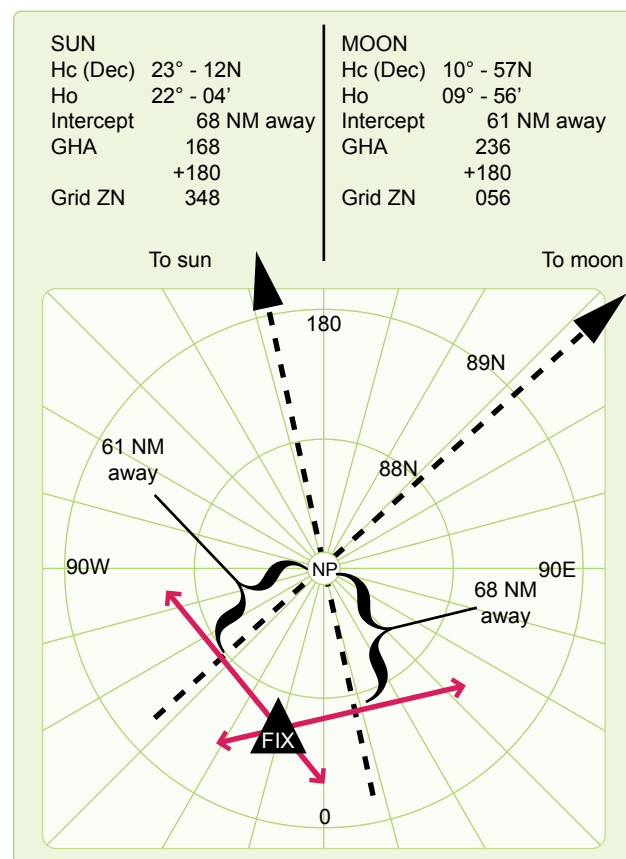 SUN
Hc (Dec) 23° - 12N
Ho 22° - 04’
Intercept 68 NM away
GHA 168
+180
Grid ZN 348
MOON
Hc (Dec) 10° - 57N
Ho 09° - 56’
Intercept 61 NM away
GHA 236
+180
Grid ZN 056
To sun
To moon
180
89N
61 NM
away
88N
90W
NP
90E
68 NM
away
FIX
0